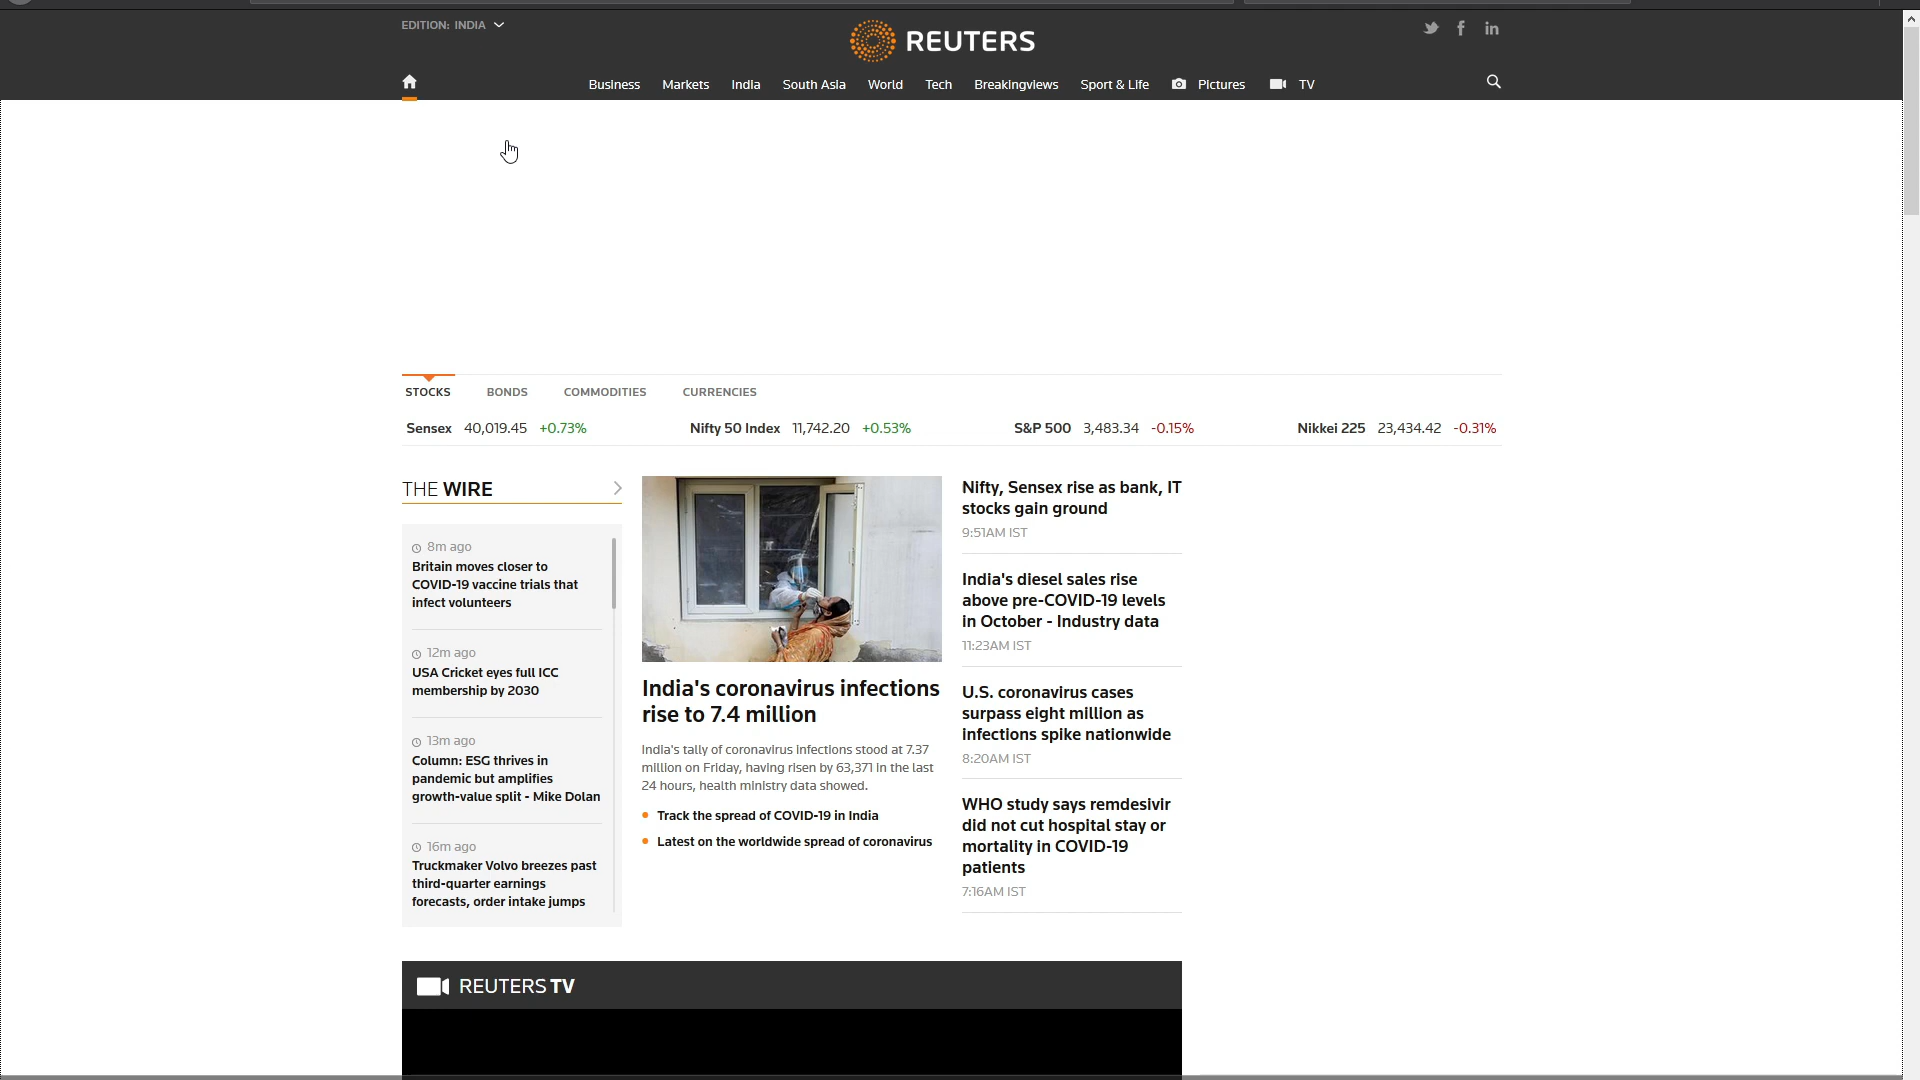 EDITION: INDIA
REUTERS
Business Markets India South Asia World Tech Breakingviews Sport & Life Pictures TV
STOCKS BONDS COMMODITIES CURRENCIES
Sensex 40,019.45 +0.73% Nifty 50 Index 11,742.20 +0.53% S&P 500 3,483.34 -0.15% Nikkei 225 23,434.42 -0.31%
THE WIRE
8m ago
Britain moves closer to
COVID-19 vaccine trials that
infect volunteers
12m ago
USA Cricket eyes full ICC
membership by 2030
13m ago
Column: ESG thrives in
pandemic but amplifies
growth-value split - Mike Dolan
16m ago
Truckmaker Volvo breezes past
third-quarter earnings
forecasts, order intake jumps
India's coronavirus infections
rise to 7.4 million
India's tally of coronavirus infections stood at 7.37
million on Friday, having risen by 63,371 in the last
24 hours, health ministry data showed.
Track the spread of COVID-19 in India
Latest on the worldwide spread of coronavirus
Nifty, Sensex rise as bank, IT
stocks gain ground
9:51AM IST
India's diesel sales rise
above pre-COVID-19 levels
in October - Industry data
11:23AM IST
U.S. coronavirus cases
surpass eight million as
infections spike nationwide
8:20AM IST
WHO study says remdesivir
did not cut hospital stay or
mortality in COVID-19
patients
7:16AM IST
REUTERS TV